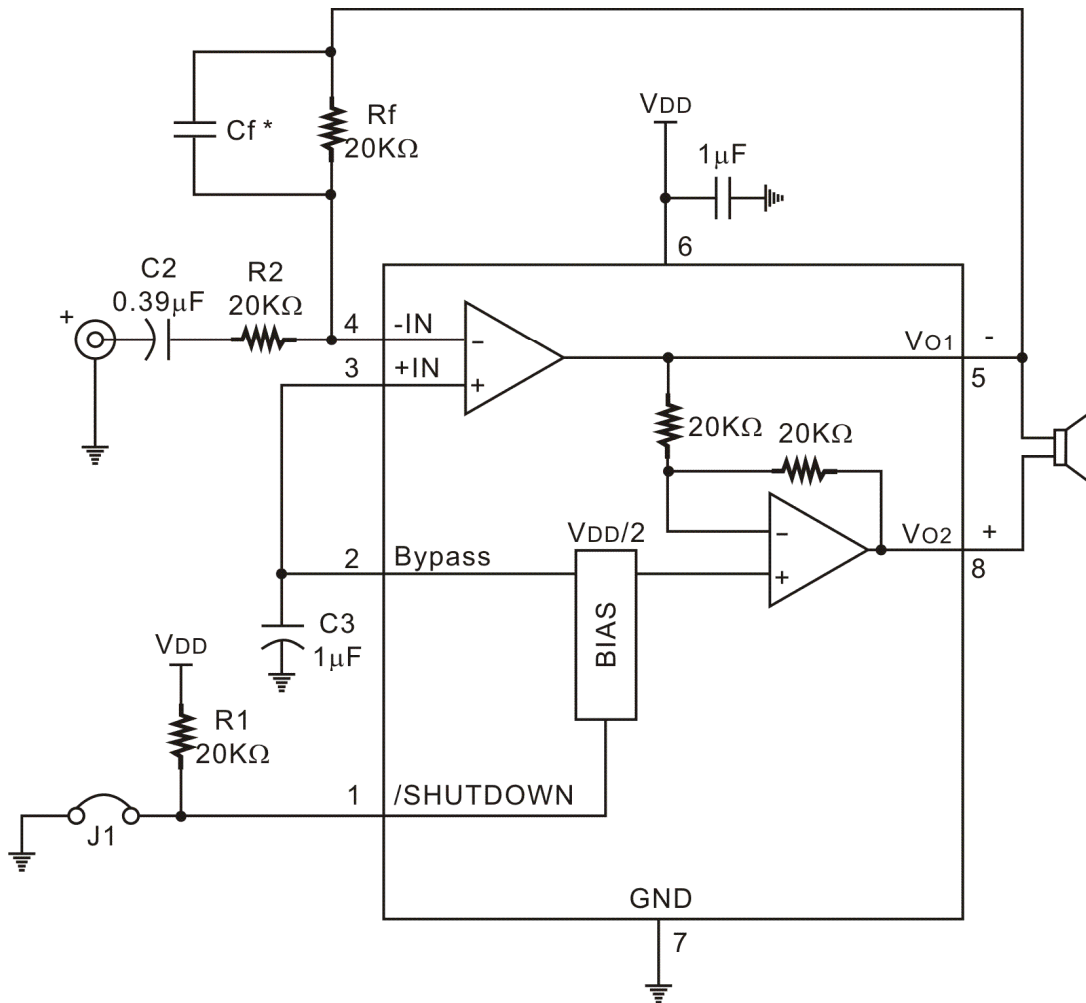 Cf *
Rf
20KΩ
VDD
1µF
6
C2
0.39µF
R2
20KΩ
+
4
-IN
3
+IN
−
+
VO1
-
5
20KΩ
20KΩ
VDD/2
2
Bypass
−
+
VO2
+
8
BIAS
C3
1µF
VDD
R1
20KΩ
1
/SHUTDOWN
J1
GND
7